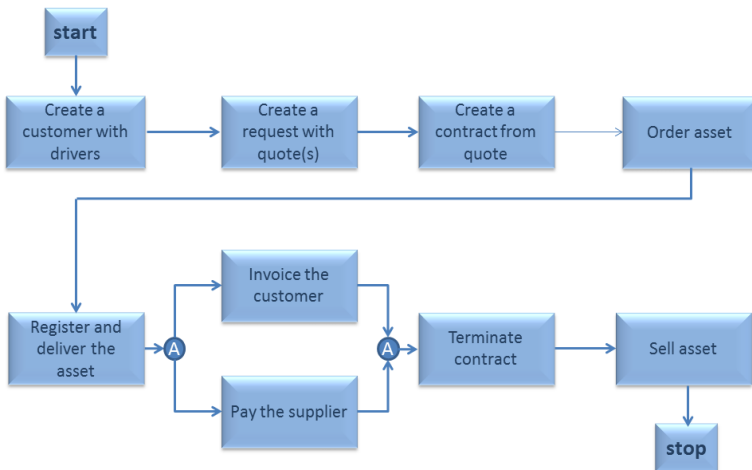 start
Create a
customer with
drivers
Create a
request with
quote(s)
Create a
contract from
quote
Order asset
Register and
deliver the
asset
A
Invoice the
customer
Pay the supplier
A
Terminate
contract
Sell asset
stop